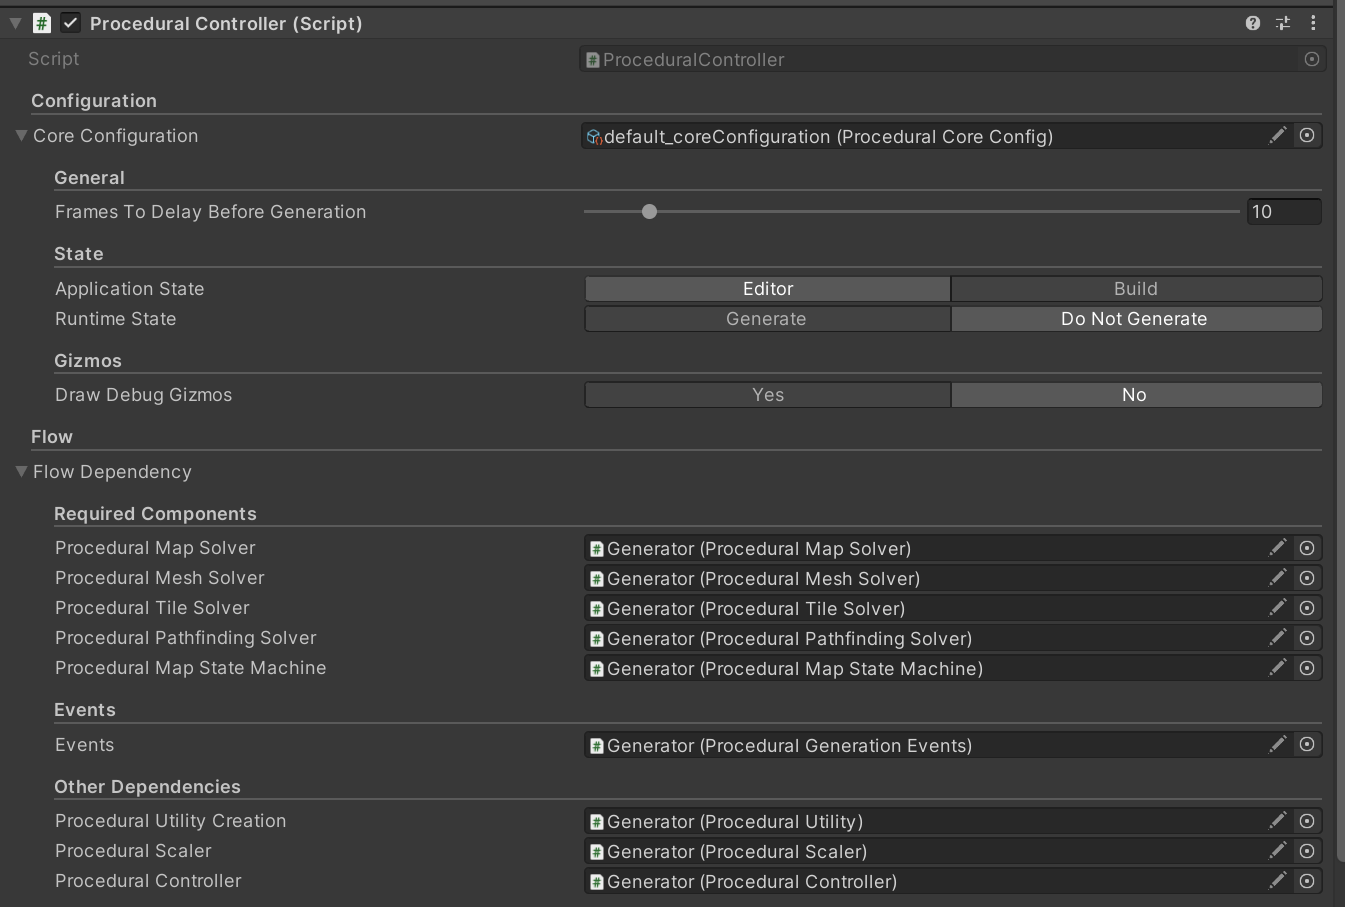 Procedural Controller (Script)
Script ProceduralController
Configuration
Core Configuration default_coreConfiguration (Procedural Core Config)
General
Frames To Delay Before Generation 10
State
Application State Editor Build
Runtime State Generate Do Not Generate
Gizmos
Draw Debug Gizmos Yes No
Flow
Flow Dependency
Required Components
Procedural Map Solver Generator (Procedural Map Solver)
Procedural Mesh Solver Generator (Procedural Mesh Solver)
Procedural Tile Solver Generator (Procedural Tile Solver)
Procedural Pathfinding Solver Generator (Procedural Pathfinding Solver)
Procedural Map State Machine Generator (Procedural Map State Machine)
Events
Events Generator (Procedural Generation Events)
Other Dependencies
Procedural Utility Creation Generator (Procedural Utility)
Procedural Scaler Generator (Procedural Scaler)
Procedural Controller Generator (Procedural Controller)